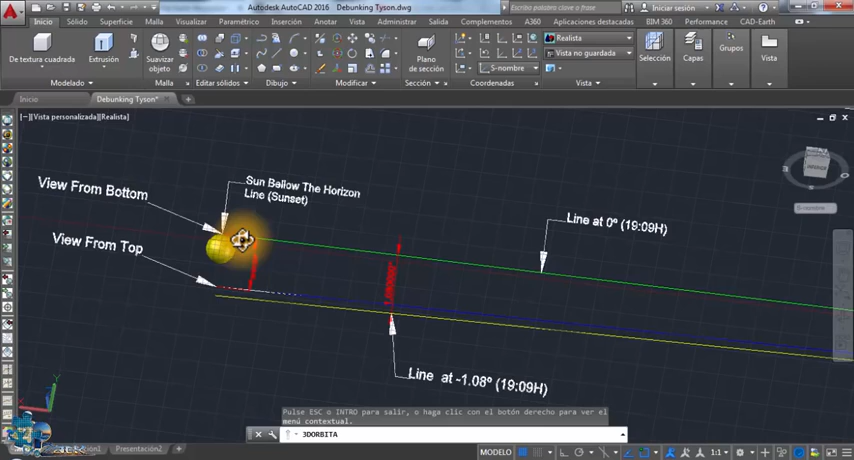 Autodesk AutoCAD 2016 Debunking Tyson.dwg
Escriba palabra clave o frase
Iniciar sesión
Inicio Sólido Superficie Malla Visualizar Paramétrico Insertar Anotar Vista Administrar Salida Complementos A360 Aplicaciones destacadas BIM 360 Performance CAD-Earth
De textura cuadrada
Extrusión
Suavizar objeto
Plano de sección
Realista
Vista no guardada
S-nombre
Selección
Capas
Grupos
Vista
Modelado
Malla
Editar sólidos
Dibujo
Modificar
Sección
Coordenadas
Vista
Inicio
Debunking Tyson*
[−][Vista personalizada][Realista]
View From Bottom
Sun Bellow The Horizon
Line (Sunset)
View From Top
Line at 0º (19:09H)
Line at -1.08º (19:09H)
S-nombre
Pulse ESC o INTRO para salir, o haga clic con el botón derecho para ver el
menú contextual.
3DORBITA
Presentación2
MODELO
1:1